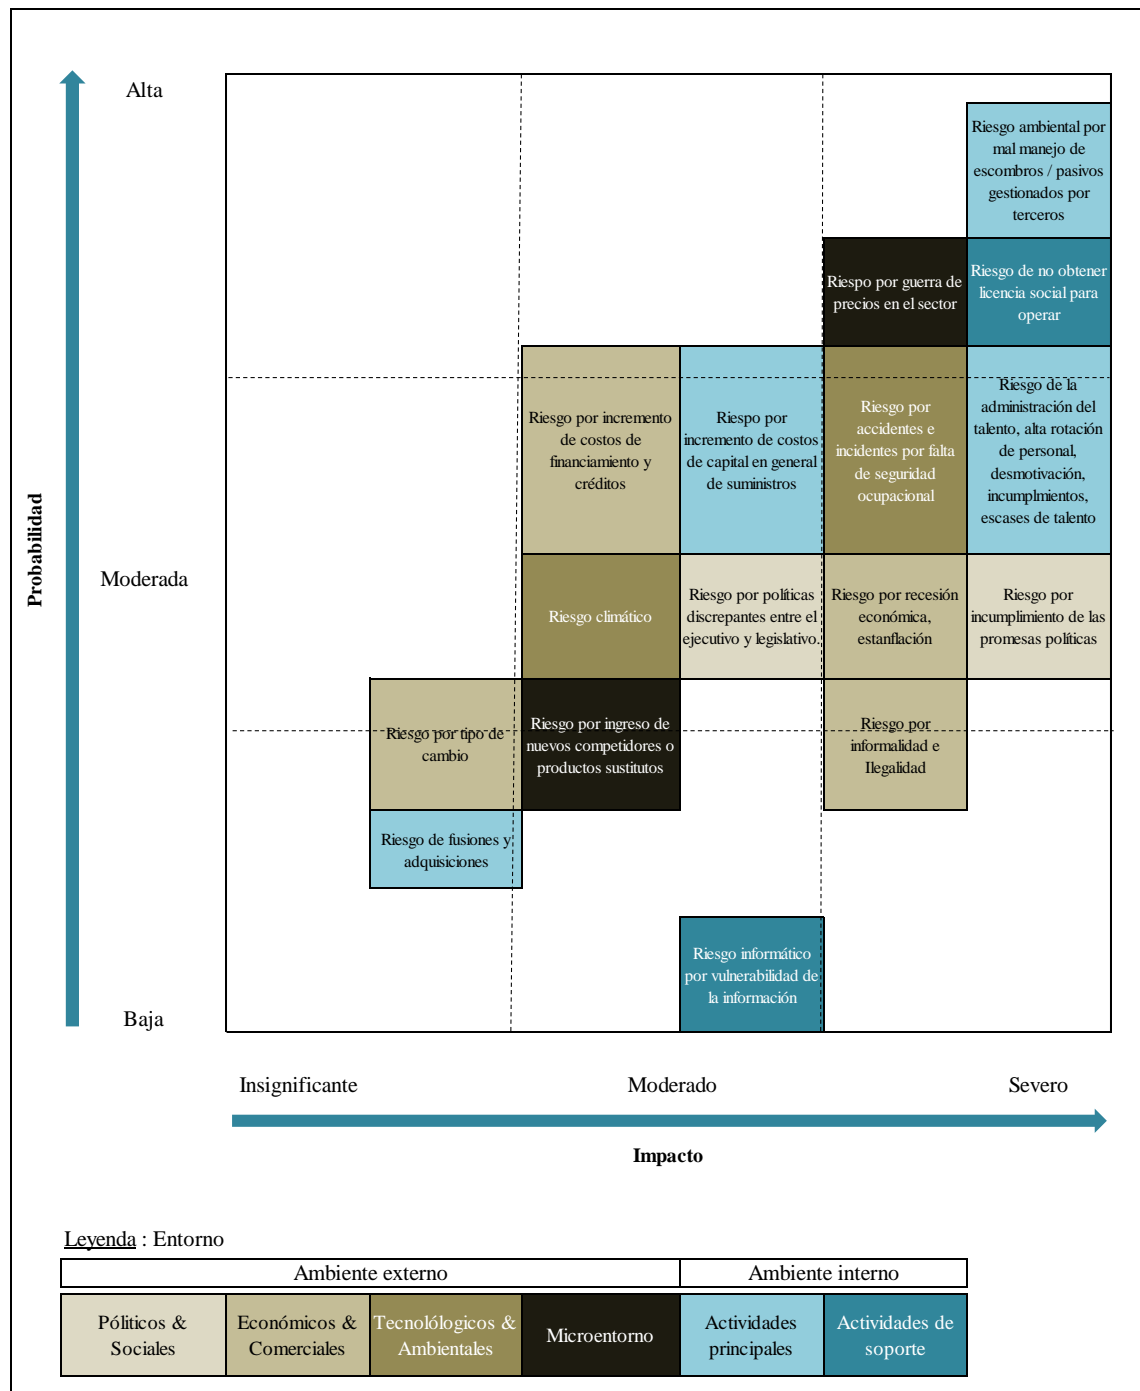 Alta
Riesgo ambiental por
mal manejo de
escombros / pasivos
gestionados por
terceros
Riespo por guerra de
precios en el sector
Riesgo de no obtener
licencia social para
operar
Riesgo por incremento
de costos de
financiamiento y
créditos
Riespo por
incremento de costos
de capital en general
de suministros
Riesgo por
accidentes e
incidentes por falta
de seguridad
ocupacional
Riesgo de la
administración del
talento, alta rotación
de personal,
desmotivación,
incumplmientos,
escases de talento
Probabilidad
Moderada
Riesgo climático
Riesgo por políticas
discrepantes entre el
ejecutivo y legislativo.
Riesgo por recesión
económica,
estanflación
Riesgo por
incumplimiento de las
promesas políticas
Riesgo por tipo de
cambio
Riesgo por ingreso de
nuevos competidores o
productos sustitutos
Riesgo por
informalidad e
Ilegalidad
Riesgo de fusiones y
adquisiciones
Riesgo informático
por vulnerabilidad de
la información
Baja
Insignificante
Moderado
Severo
Impacto
Leyenda : Entorno
Ambiente externo
Ambiente interno
Póliticos &
Sociales
Económicos &
Comerciales
Tecnolólogicos &
Ambientales
Microentorno
Actividades
principales
Actividades de
soporte